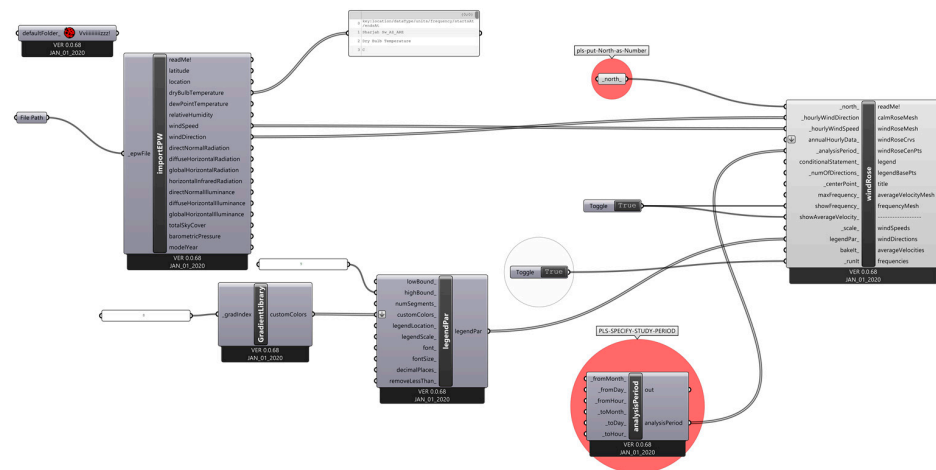 defaultFolder_ Vvizzzzizzz!
VER 0.0.68
JAN_01_2020
Dry Bulb Temperature
pls-put-North-as-Number
_north_
File Path
_epwFile
importEPW
readMe!
latitude
location
dryBulbTemperature
dewPointTemperature
relativeHumidity
windSpeed
windDirection
directNormalRadiation
diffuseHorizontalRadiation
globalHorizontalRadiation
horizontalInfraredRadiation
directNormalIlluminance
diffuseHorizontalIlluminance
globalHorizontalIlluminance
totalSkyCover
barometricPressure
modelYear
VER 0.0.68
JAN_01_2020
_north_
_hourlyWindDirection
_hourlyWindSpeed
annualHourlyData_
_analysisPeriod_
conditionalStatement_
_numOfDirections_
_centerPoint_
maxFrequency_
showFrequency_
showAverageVelocity_
_scale_
legendPar_
bakeIt_
_runIt
windRose
readMe!
calmRoseMesh
windRoseMesh
windRoseCrvs
windRoseCenPts
legend
legendBasePts
title
averageVelocityMesh
frequencyMesh
--------------------
windSpeeds
windDirections
averageVelocities
frequencies
VER 0.0.68
JAN_01_2020
Toggle True
Toggle True
_gradIndex
GradientLibrary
customColors
VER 0.0.68
JAN_01_2020
lowBound_
highBound_
numSegments_
customColors_
legendLocation_
legendScale_
font_
fontSize_
decimalPlaces_
removeLessThan_
legendPar
legendPar
VER 0.0.68
JAN_01_2020
PLS-SPECIFY-STUDY-PERIOD
_fromMonth_
_fromDay_
_fromHour_
_toMonth_
_toDay_
_toHour_
analysisPeriod
out
analysisPeriod
VER 0.0.68
JAN_01_2020